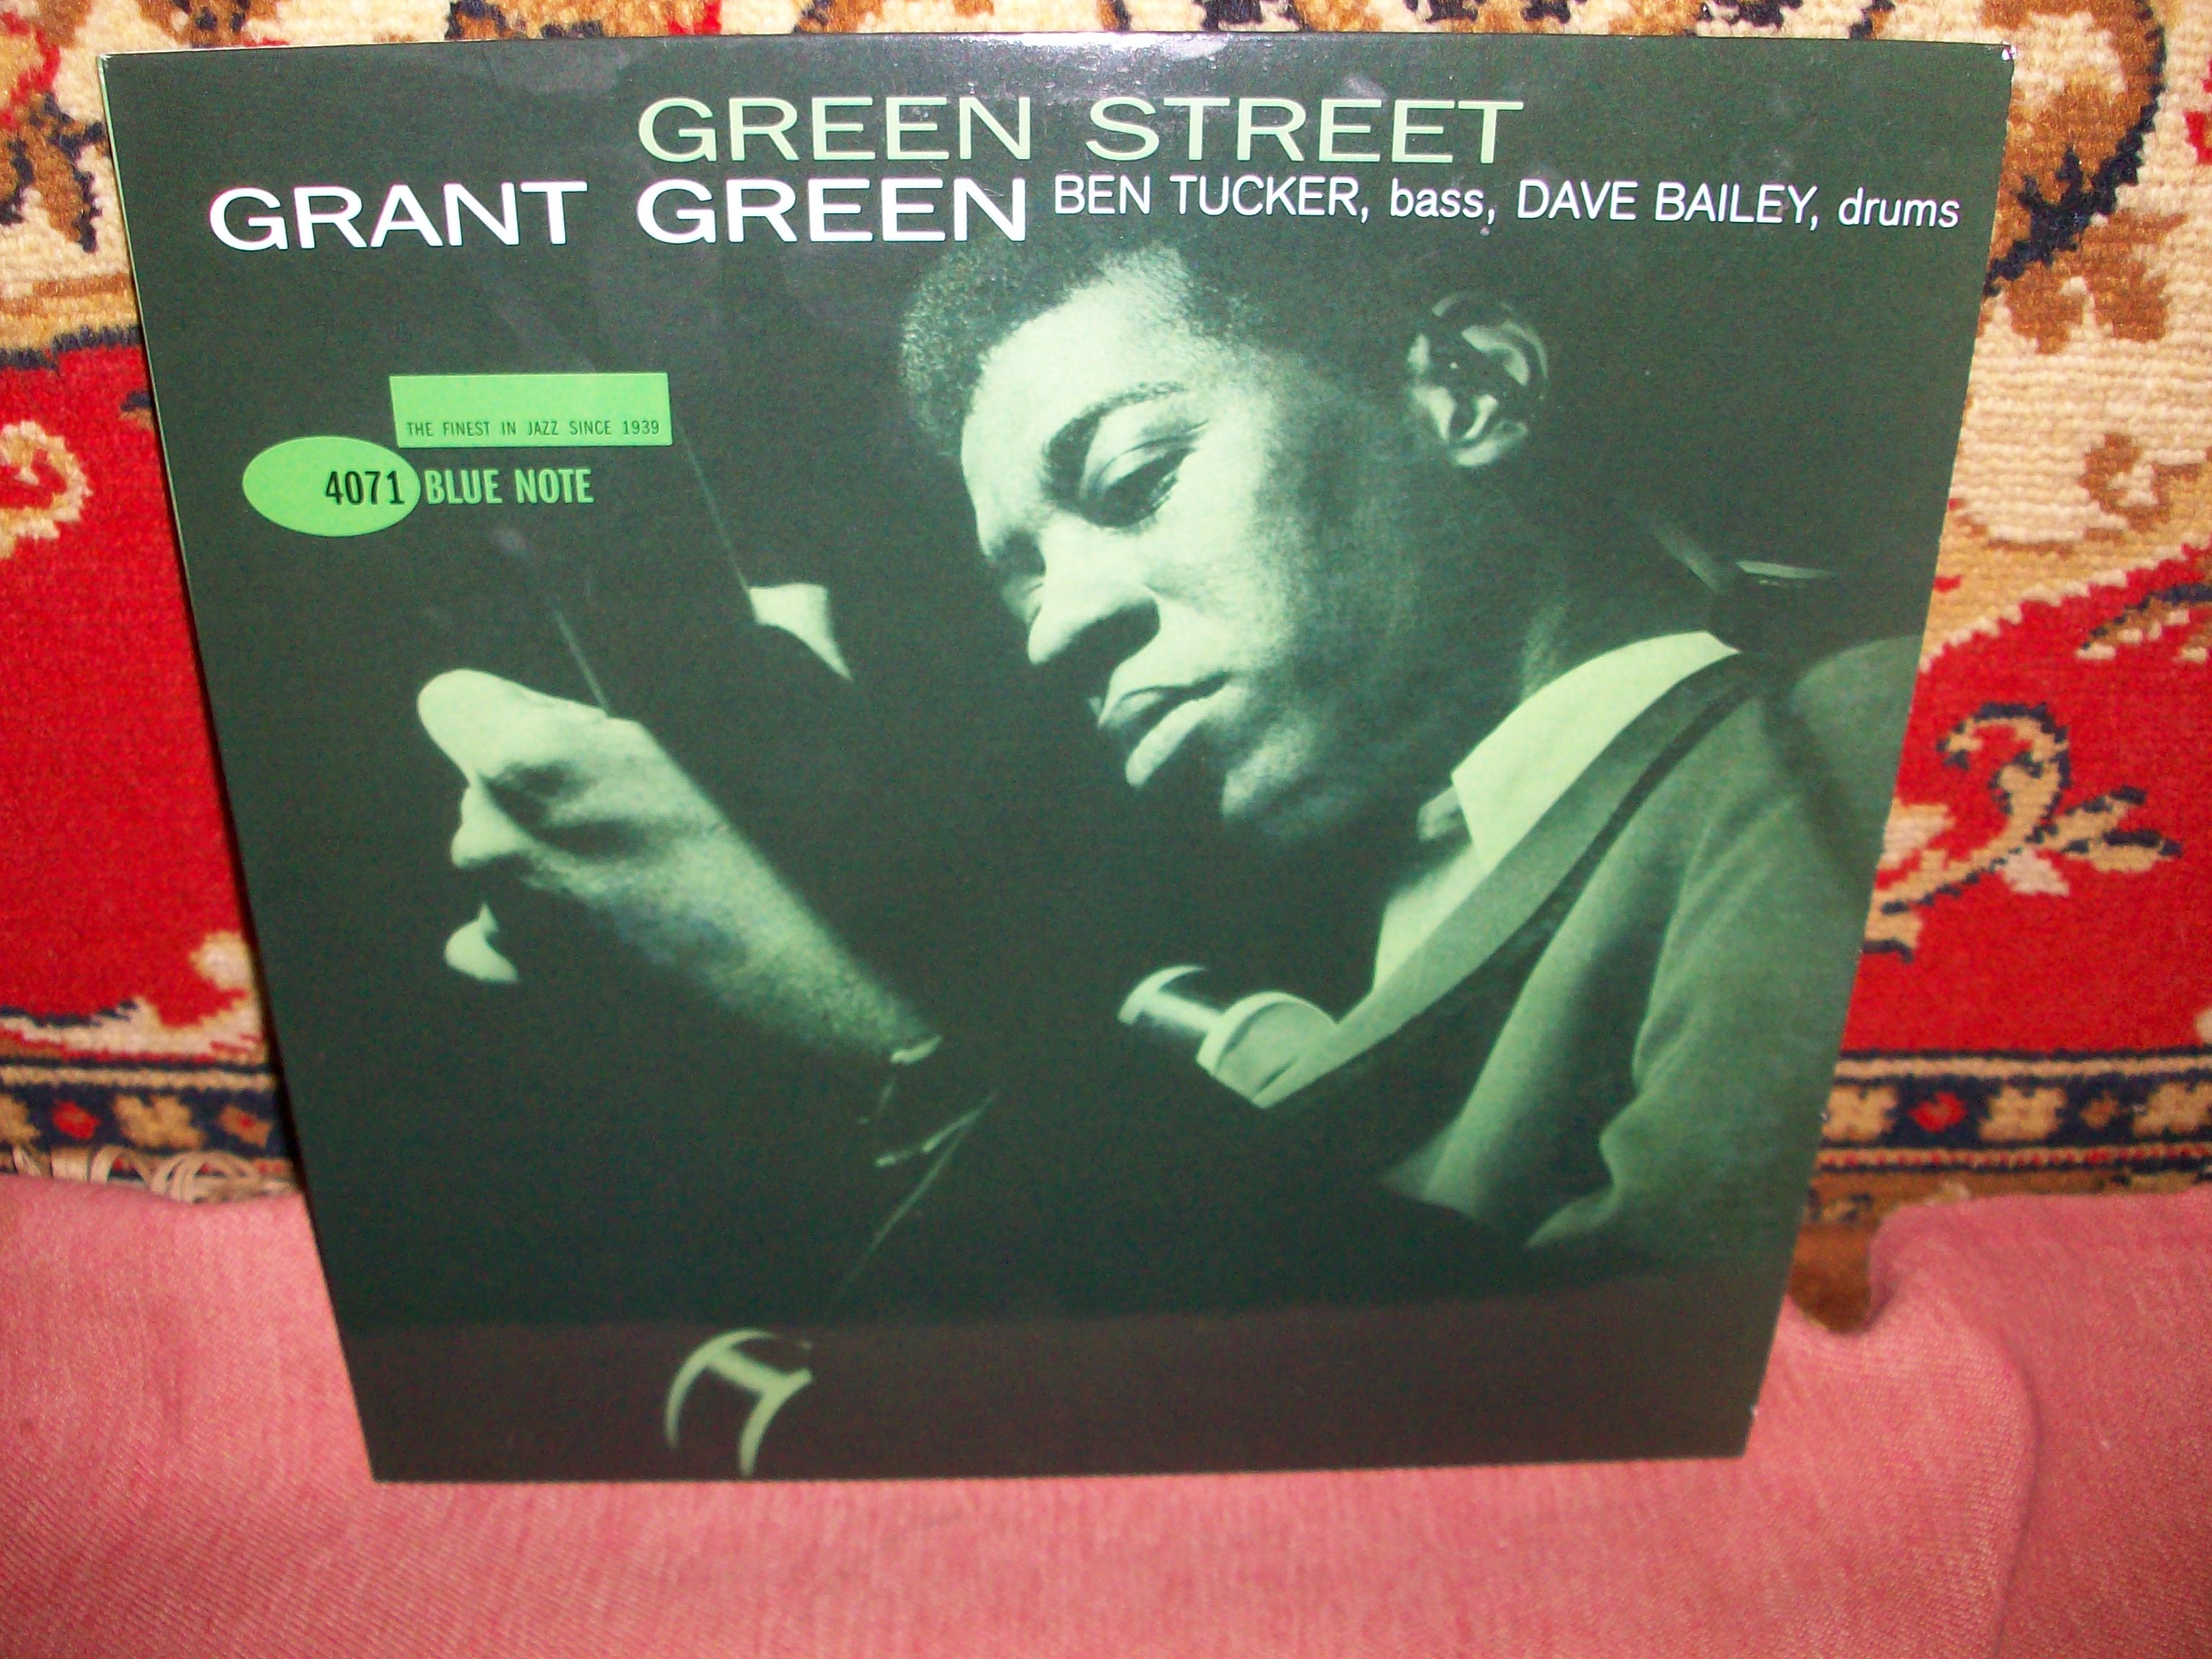 GREEN STREET
GRANT GREEN BEN TUCKER, bass, DAVE BAILEY, drums
THE FINEST IN JAZZ SINCE 1939
4071 BLUE NOTE